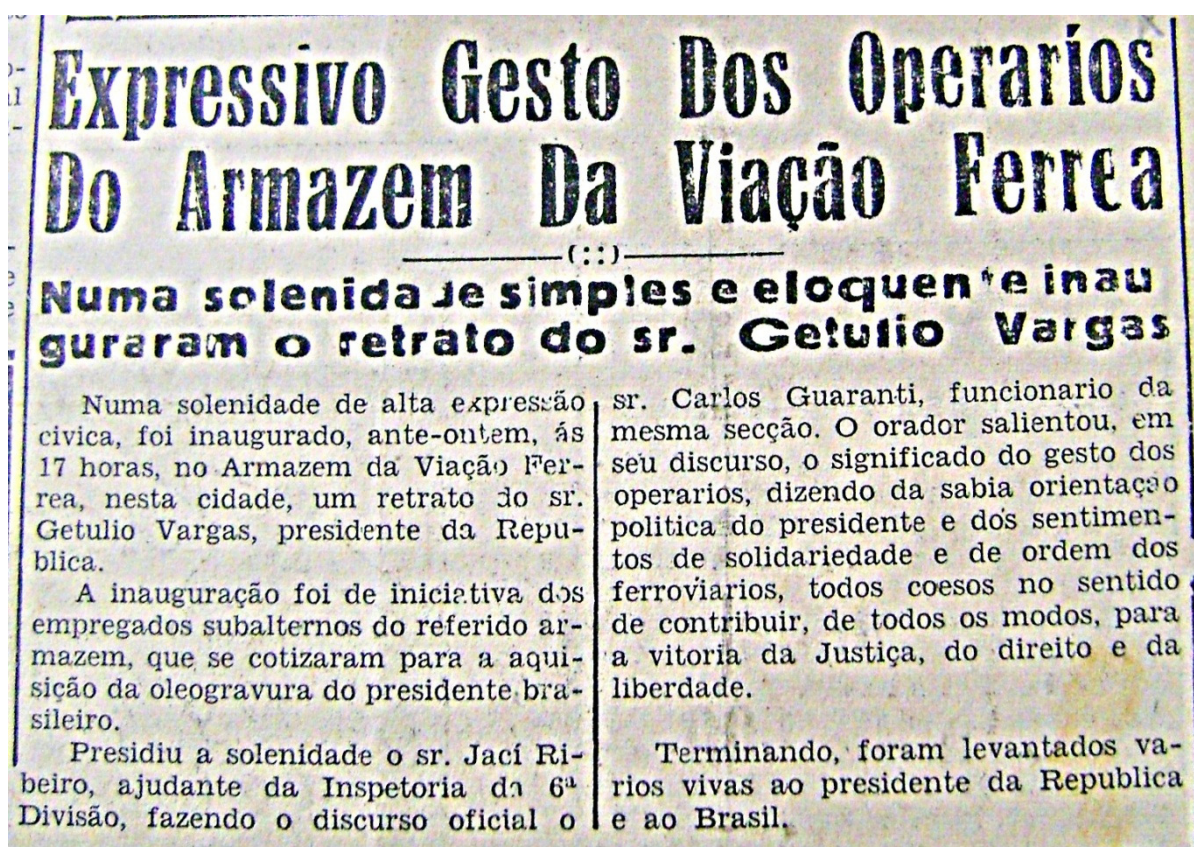 Expressivo Gesto Dos Operarios
Do Armazem Da Viação Ferrea
(::)
Numa solenidade simples e eloquente inau
guraram o retrato do sr. Getulio Vargas
Numa solenidade de alta expressão
civica, foi inaugurado, ante-ontem, ás
17 horas, no Armazem da Viação Fer-
rea, nesta cidade, um retrato do sr.
Getulio Vargas, presidente da Repu-
blica.
A inauguração foi de iniciativa dos
empregados subalternos do referido ar-
mazem, que se cotizaram para a aqui-
sição da oleogravura do presidente bra-
sileiro.
Presidiu a solenidade o sr. Jací Ri-
beiro, ajudante da Inspetoria da 6ª
Divisão, fazendo o discurso oficial o
sr. Carlos Guaranti, funcionario da
mesma secção. O orador salientou, em
seu discurso, o significado do gesto dos
operarios, dizendo da sabia orientaçao
politica do presidente e dos sentimen-
tos de solidariedade e de ordem dos
ferroviarios, todos coesos no sentido
de contribuir, de todos os modos, para
a vitoria da Justiça, do direito e da
liberdade.
Terminando, foram levantados va-
rios vivas ao presidente da Republica
e ao Brasil.